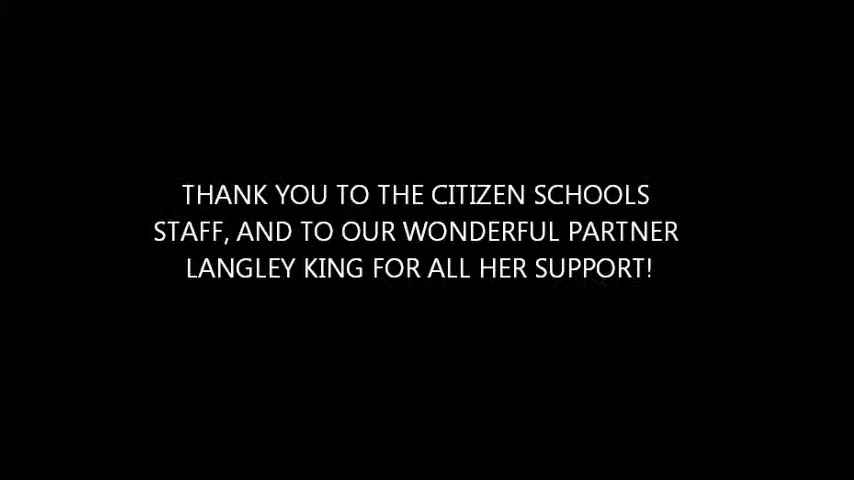 THANK YOU TO THE CITIZEN SCHOOLS
STAFF, AND TO OUR WONDERFUL PARTNER
LANGLEY KING FOR ALL HER SUPPORT!